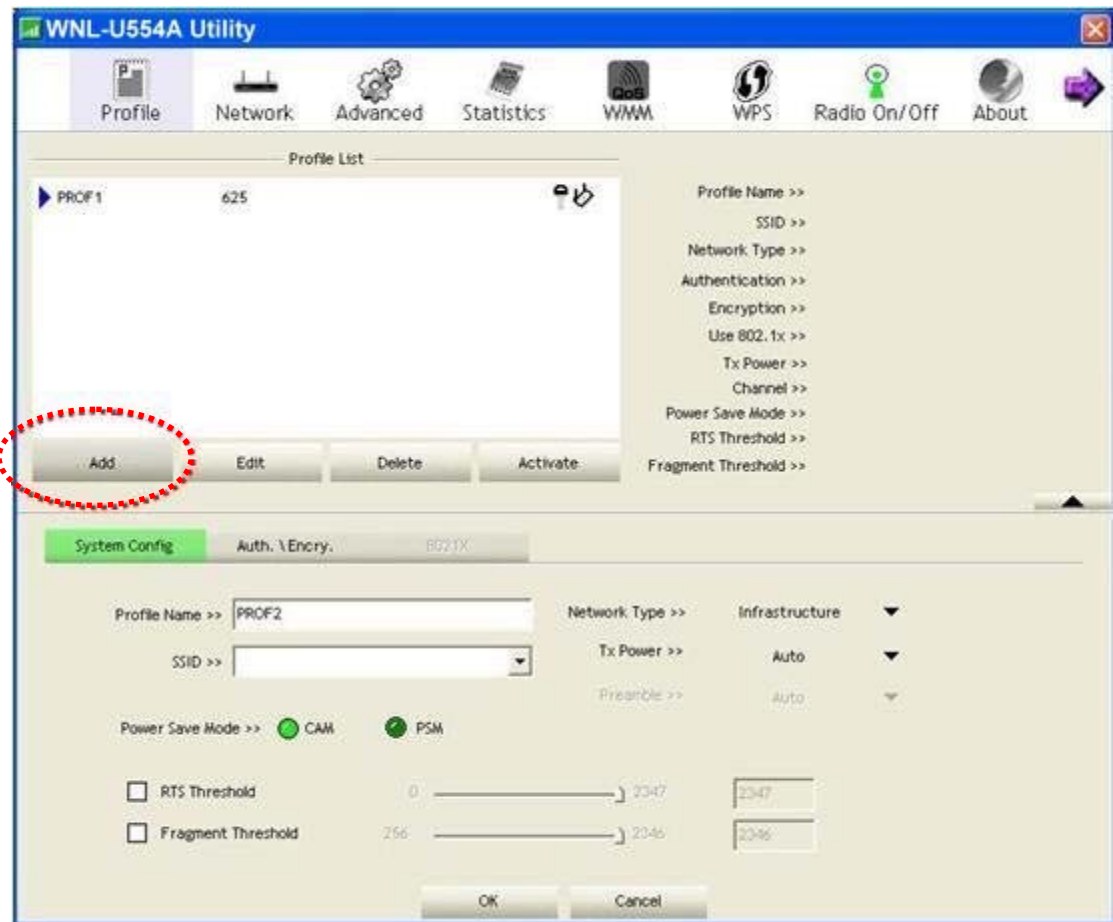 WNL-U554A Utility
Profile Network Advanced Statistics WMM WPS Radio On/Off About
P QoS
Profile List
PROF1 625
Profile Name >>
SSID >>
Network Type >>
Authentication >>
Encryption >>
Use 802.1x >>
Tx Power >>
Channel >>
Power Save Mode >>
RTS Threshold >>
Fragment Threshold >>
Add Edit Delete Activate
System Config Auth. \ Encry. 8021X
Profile Name >> PROF2 Network Type >> Infrastructure
SSID >> Tx Power >> Auto
Preamble >> Auto
Power Save Mode >> CAM PSM
RTS Threshold 0 2347 2347
Fragment Threshold 256 2346 2346
OK Cancel